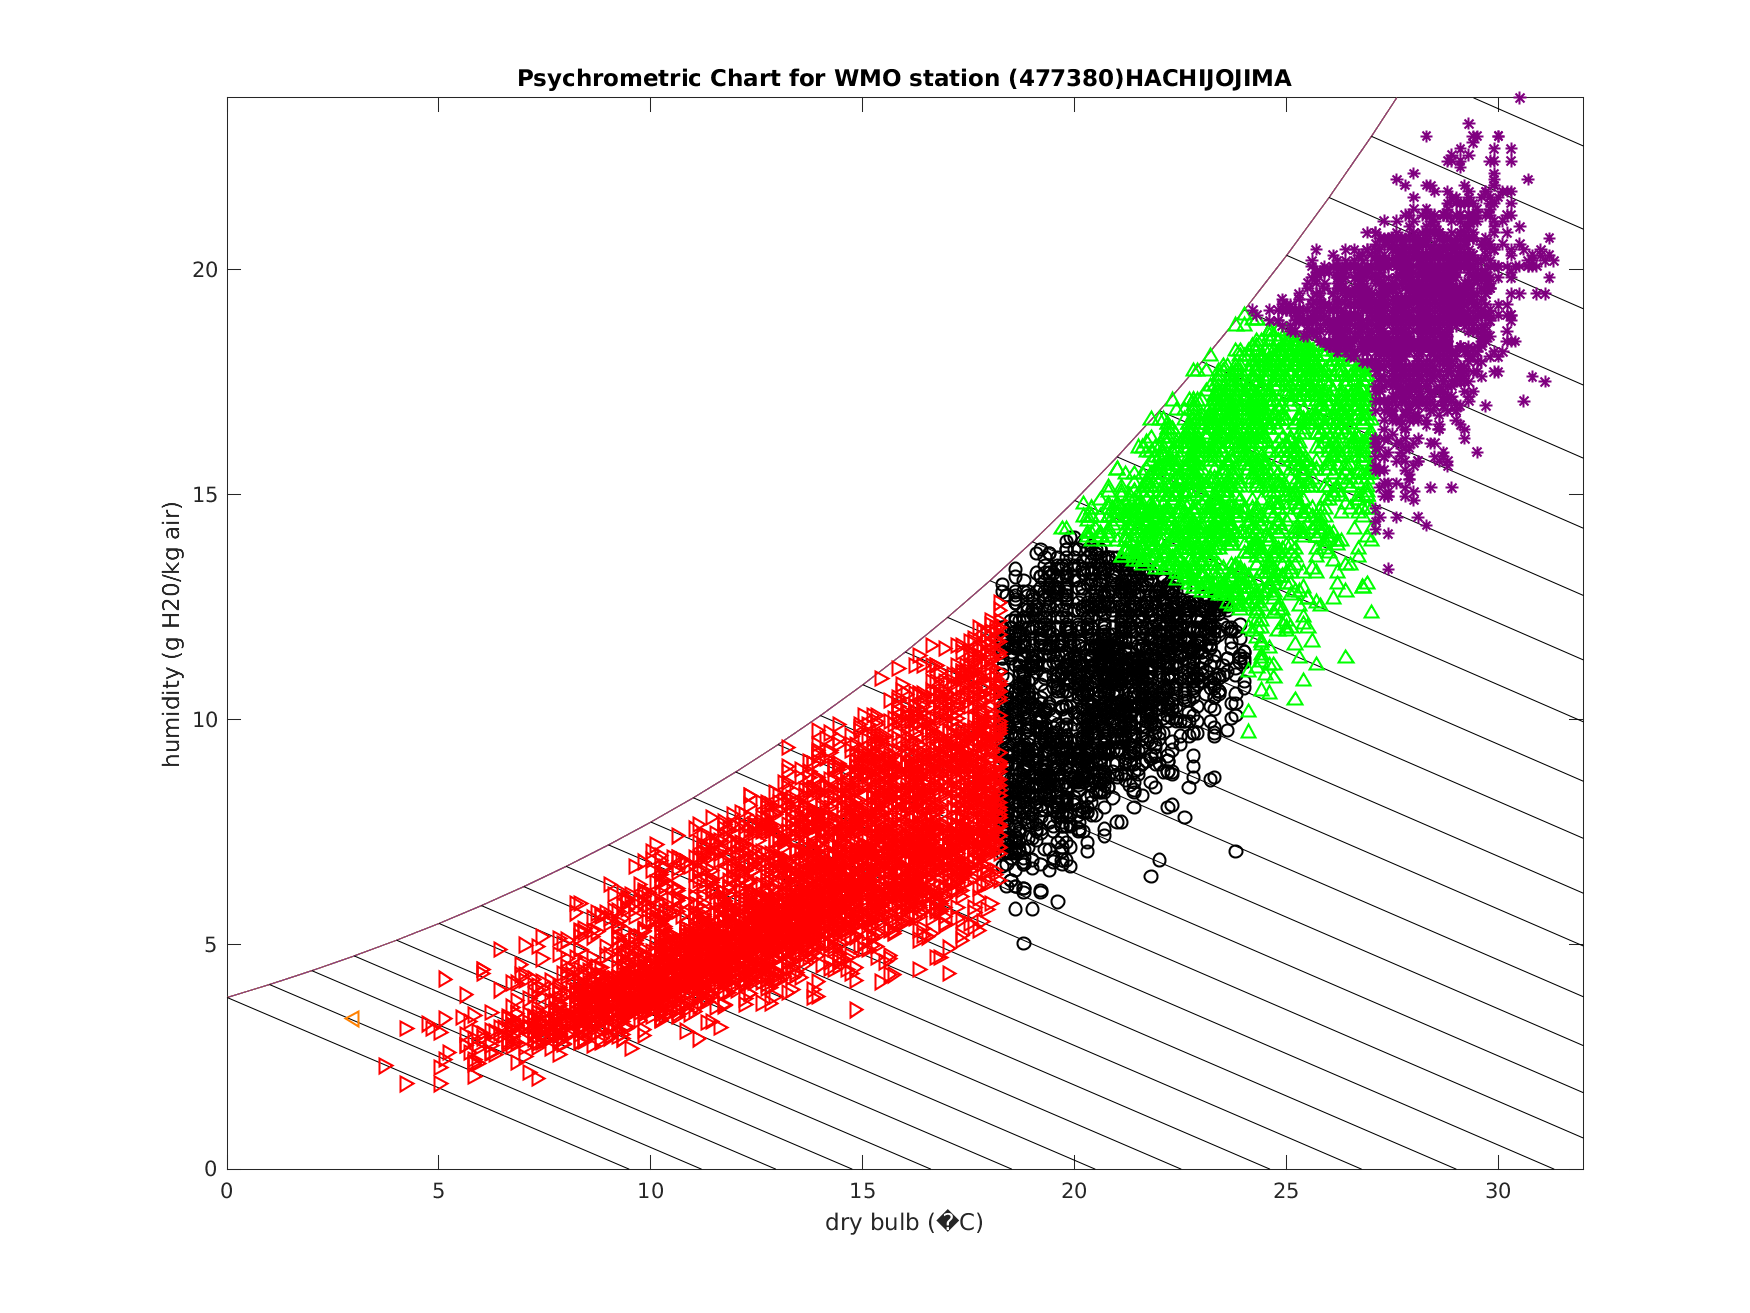 Psychrometric Chart for WMO station (477380)HACHIJOJIMA
humidity (g H20/kg air)
20
15
10
5
0
0 5 10 15 20 25 30
dry bulb (�C)